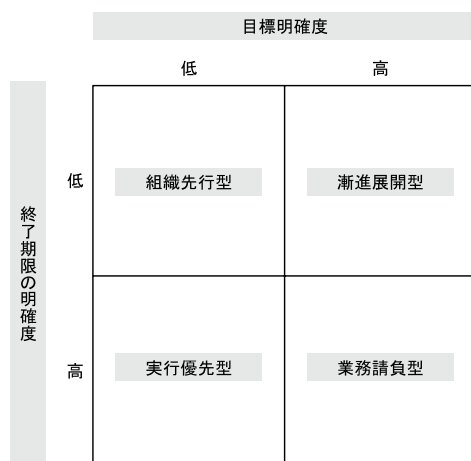 目標明確度
低 高
低 組織先行型 漸進展開型
終了期限の明確度
高 実行優先型 業務請負型